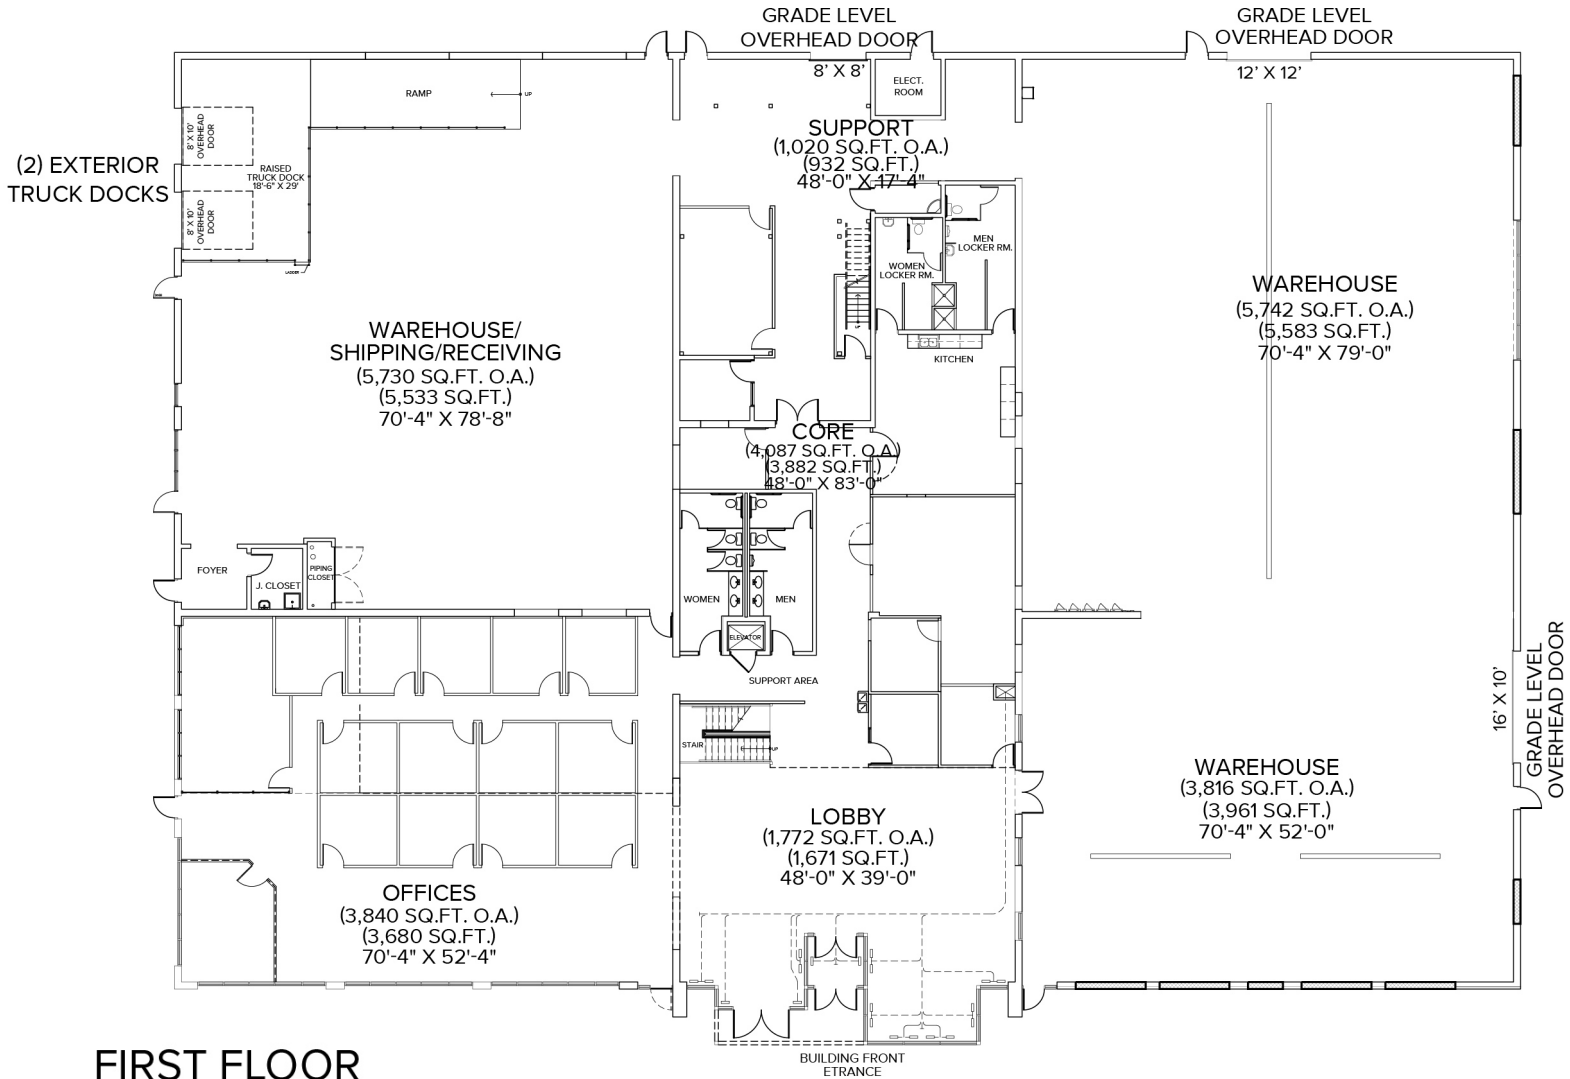 GRADE LEVEL
OVERHEAD DOOR
8' X 8'
GRADE LEVEL
OVERHEAD DOOR
12' X 12'
ELECT.
ROOM
RAMP
UP
8' X 10'
OVERHEAD
DOOR
RAISED
TRUCK DOCK
18'-6" X 29'
8' X 10'
OVERHEAD
DOOR
LADDER
(2) EXTERIOR
TRUCK DOCKS
SUPPORT
(1,020 SQ.FT. O.A.)
(932 SQ.FT.)
48'-0" X 17'-4"
MEN
LOCKER RM.
WOMEN
LOCKER RM.
UP
KITCHEN
WAREHOUSE/
SHIPPING/RECEIVING
(5,730 SQ.FT. O.A.)
(5,533 SQ.FT.)
70'-4" X 78'-8"
WAREHOUSE
(5,742 SQ.FT. O.A.)
(5,583 SQ.FT.)
70'-4" X 79'-0"
CORE
(4,087 SQ.FT. O.A.)
(3,882 SQ.FT.)
48'-0" X 83'-0"
FOYER
J. CLOSET
PIPING
CLOSET
WOMEN
MEN
ELEVATOR
SUPPORT AREA
STAIR
UP
16' X 10'
GRADE LEVEL
OVERHEAD DOOR
WAREHOUSE
(3,816 SQ.FT. O.A.)
(3,961 SQ.FT.)
70'-4" X 52'-0"
LOBBY
(1,772 SQ.FT. O.A.)
(1,671 SQ.FT.)
48'-0" X 39'-0"
OFFICES
(3,840 SQ.FT. O.A.)
(3,680 SQ.FT.)
70'-4" X 52'-4"
BUILDING FRONT
ETRANCE
FIRST FLOOR